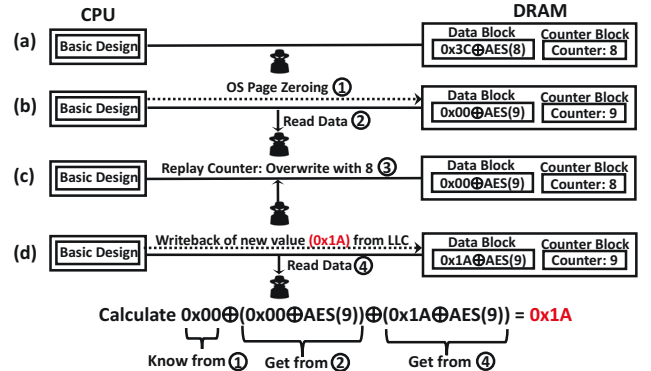 CPU DRAM
(a) Basic Design Data Block Counter Block
0x3C⊕AES(8) Counter: 8
OS Page Zeroing ①
(b) Basic Design Data Block Counter Block
0x00⊕AES(9) Counter: 9
Read Data ②
Replay Counter: Overwrite with 8 ③
(c) Basic Design Data Block Counter Block
0x00⊕AES(9) Counter: 8
Writeback of new value (0x1A) from LLC
(d) Basic Design Data Block Counter Block
0x1A⊕AES(9) Counter: 9
Read Data ④
Calculate 0x00⊕(0x00⊕AES(9))⊕(0x1A⊕AES(9)) = 0x1A
Know from ① Get from ② Get from ④